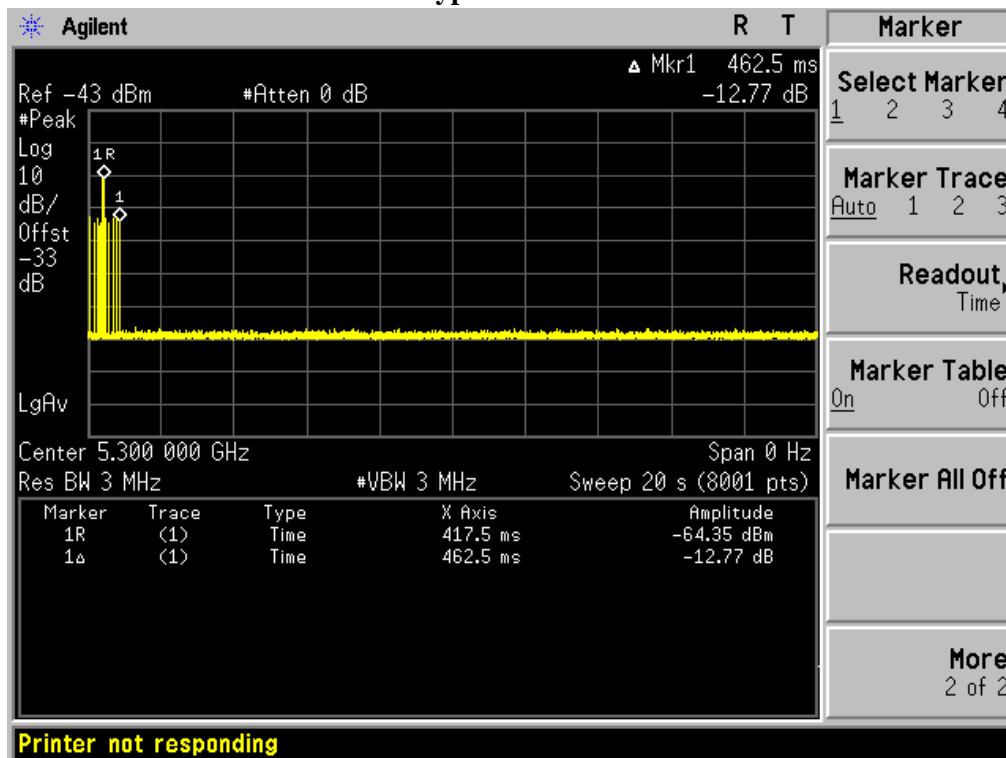 Agilent R T
Δ Mkr1 462.5 ms
Ref -43 dBm #Atten 0 dB -12.77 dB
#Peak
Log
10
dB/
Offst
-33
dB
1R
1
LgAv
Center 5.300 000 GHz Span 0 Hz
Res BW 3 MHz #VBW 3 MHz Sweep 20 s (8001 pts)
Marker Trace Type X Axis Amplitude
1R (1) Time 417.5 ms -64.35 dBm
1Δ (1) Time 462.5 ms -12.77 dB
Marker
Select Marker
1 2 3 4
Marker Trace
Auto 1 2 3
Readout
Time
Marker Table
On Off
Marker All Off
More
2 of 2
Printer not responding